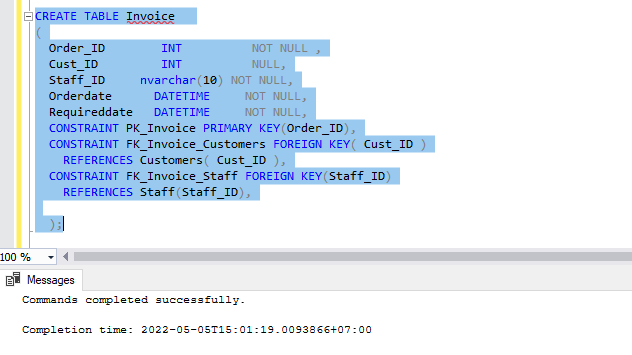 CREATE TABLE Invoice
(
Order_ID INT NOT NULL ,
Cust_ID INT NULL,
Staff_ID nvarchar(10) NOT NULL,
Orderdate DATETIME NOT NULL,
Requireddate DATETIME NOT NULL,
CONSTRAINT PK_Invoice PRIMARY KEY(Order_ID),
CONSTRAINT FK_Invoice_Customers FOREIGN KEY( Cust_ID )
REFERENCES Customers( Cust_ID ),
CONSTRAINT FK_Invoice_Staff FOREIGN KEY(Staff_ID)
REFERENCES Staff(Staff_ID),
);
100 %
Messages
Commands completed successfully.
Completion time: 2022-05-05T15:01:19.0093866+07:00